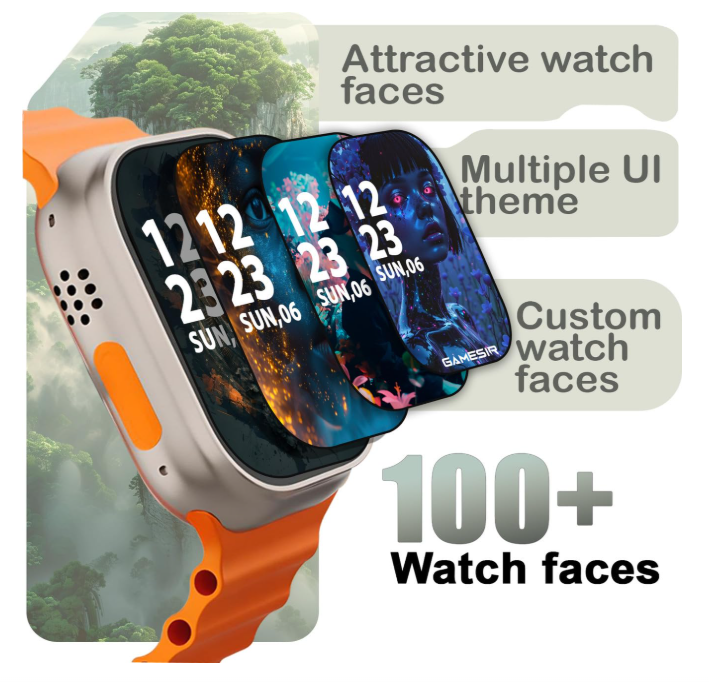 Attractive watch
faces
Multiple UI
theme
12
23
SUN,
12
23
SUN,06
12
23
SUN,06
12
23
SUN,06
GAMESIR
Custom
watch
faces
100+
Watch faces